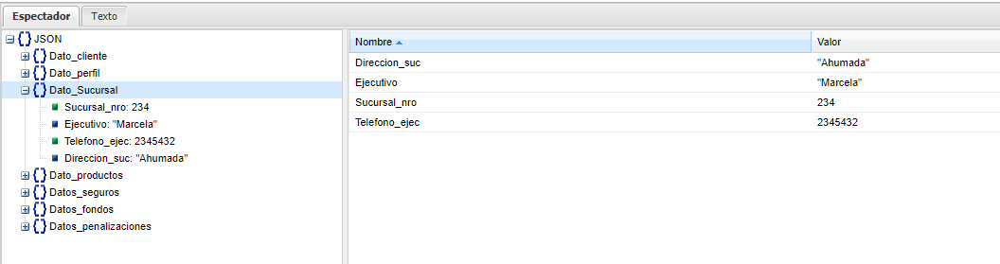 Espectador Texto
JSON
Dato_cliente
Dato_perfil
Dato_Sucursal
Sucursal_nro: 234
Ejecutivo: "Marcela"
Telefono_ejec: 2345432
Direccion_suc: "Ahumada"
Dato_productos
Datos_seguros
Datos_fondos
Datos_penalizaciones
Nombre Valor
Direccion_suc "Ahumada"
Ejecutivo "Marcela"
Sucursal_nro 234
Telefono_ejec 2345432